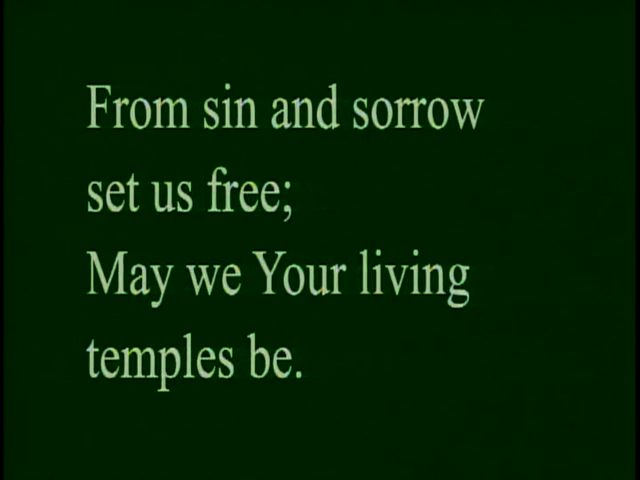 From sin and sorrow
set us free;
May we Your living
temples be.